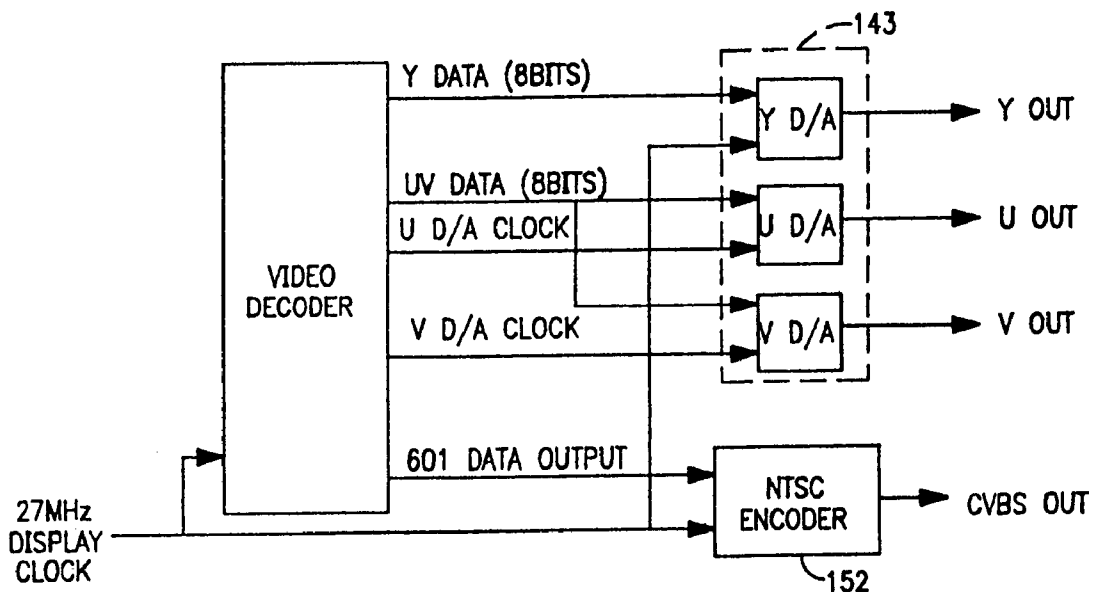 143
Y DATA (8BITS)
Y D/A
Y OUT
UV DATA (8BITS)
U D/A CLOCK
U D/A
U OUT
VIDEO
DECODER
V D/A CLOCK
V D/A
V OUT
601 DATA OUTPUT
NTSC
ENCODER
CVBS OUT
27MHz
DISPLAY
CLOCK
152